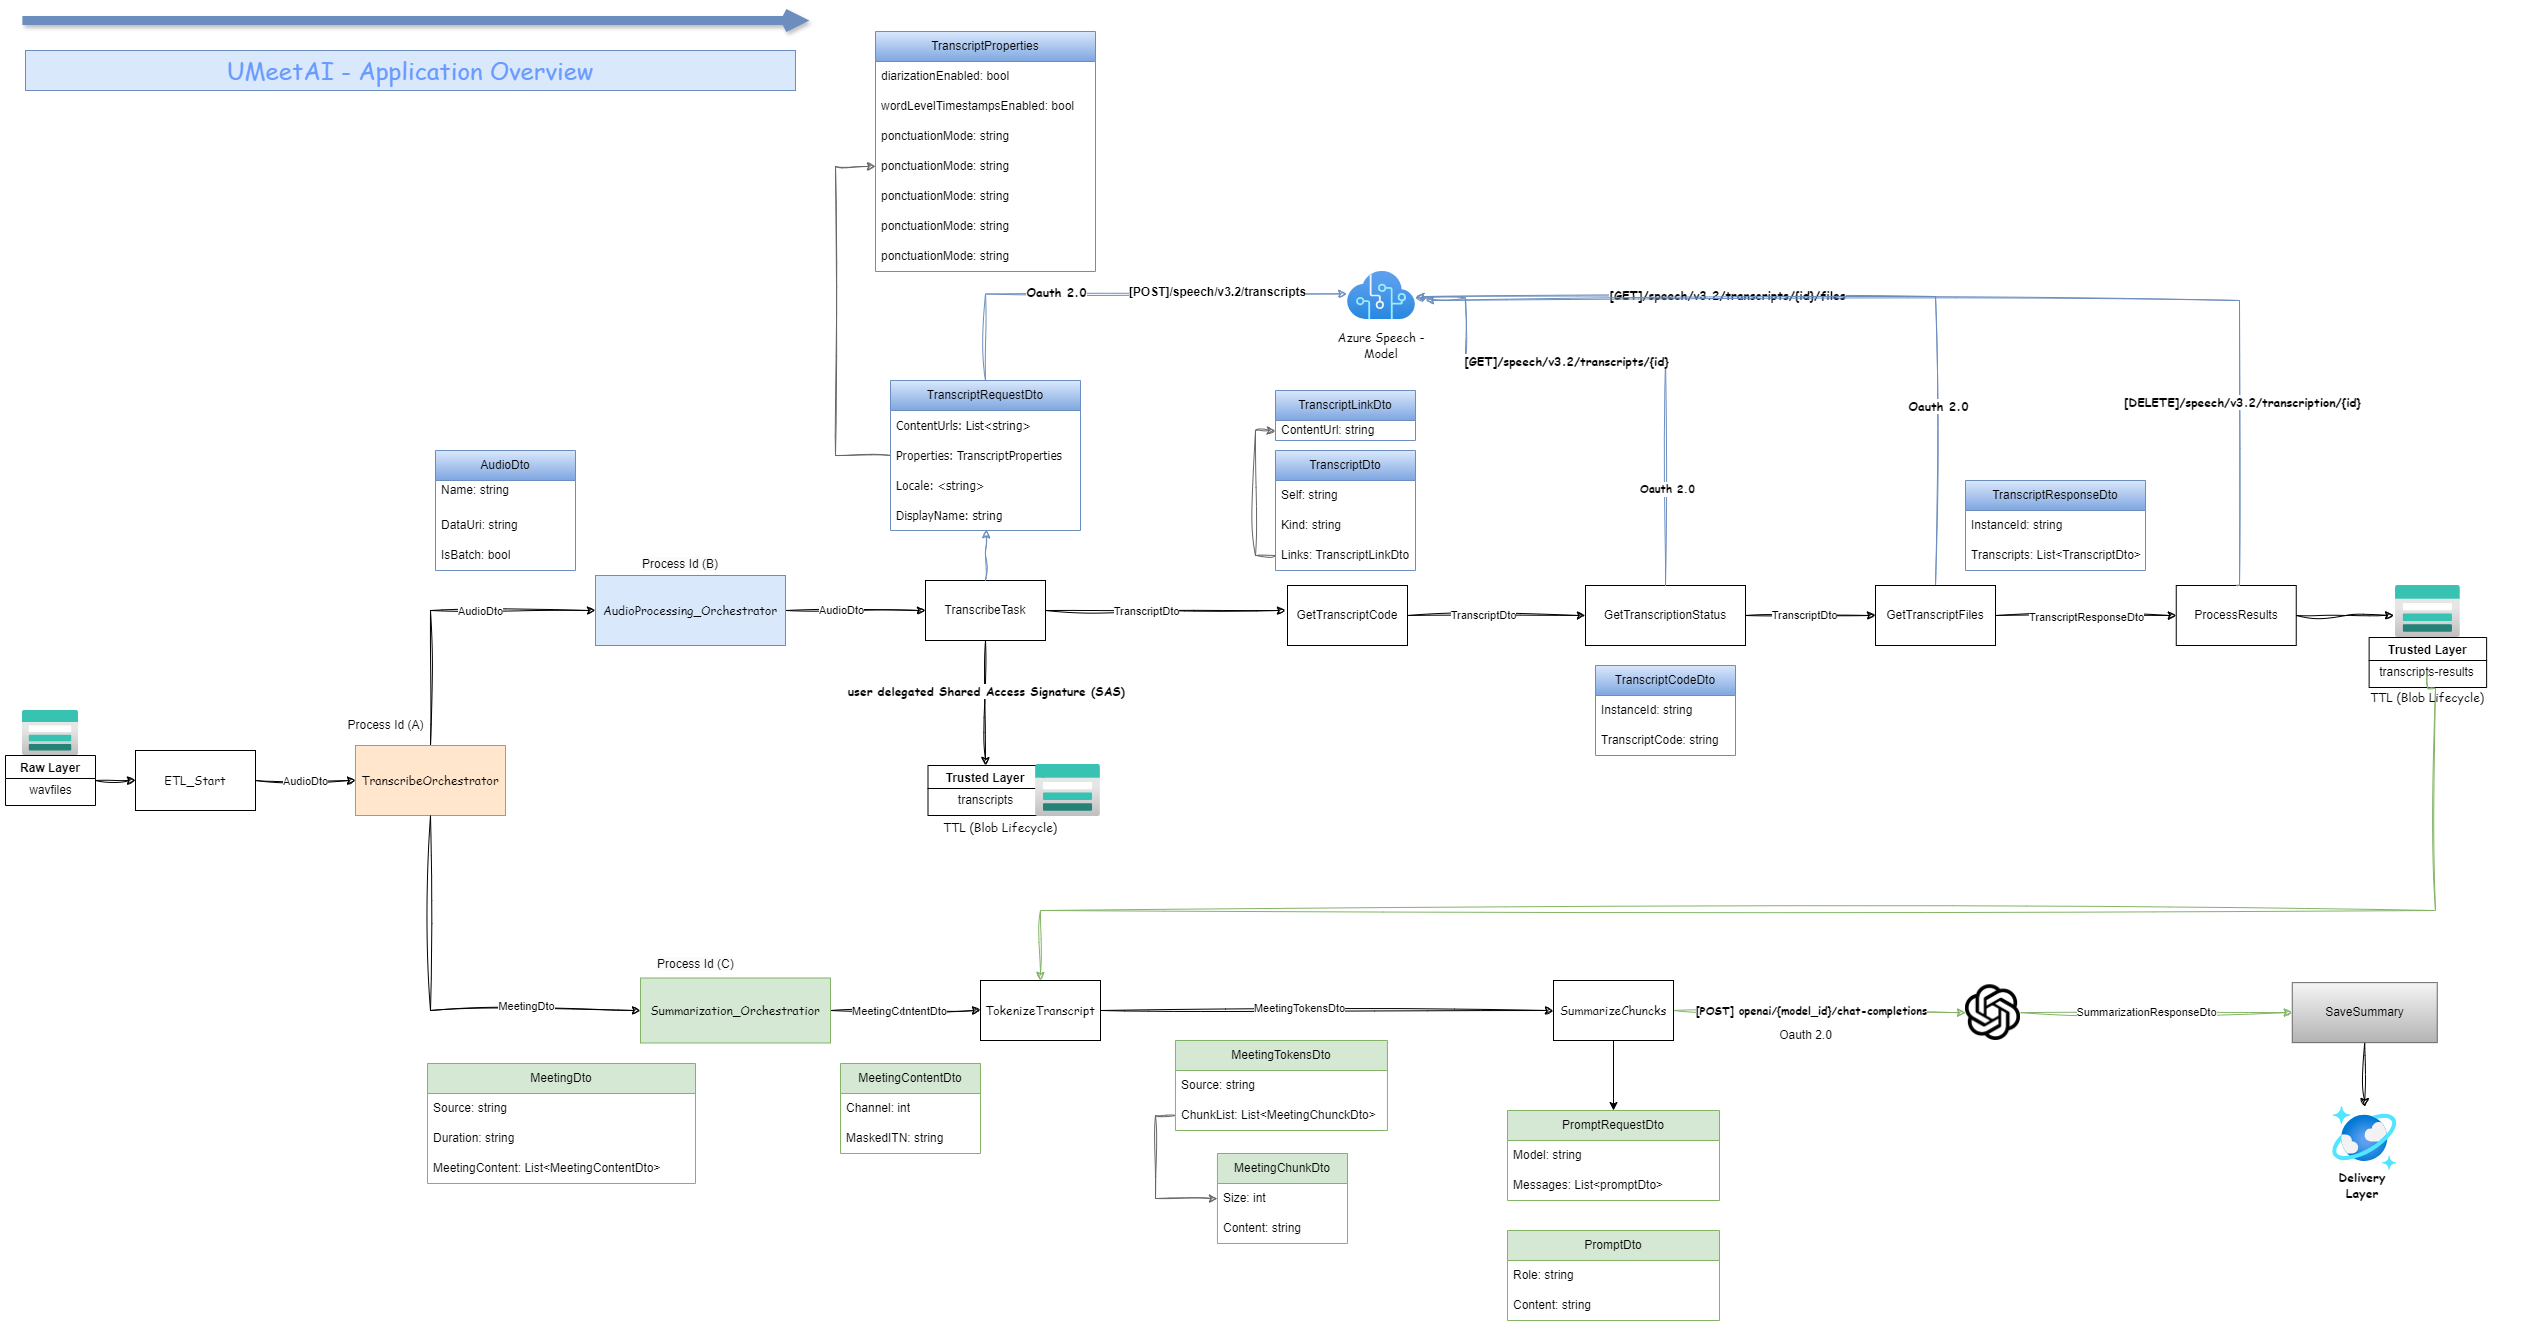 UMeetAI - Application Overview
TranscriptProperties
diarizationEnabled: bool
wordLevelTimestampsEnabled: bool
ponctuationMode: string
ponctuationMode: string
ponctuationMode: string
ponctuationMode: string
ponctuationMode: string
Oauth 2.0
[POST]/speech/v3.2/transcripts
Azure Speech -
Model
[GET]/speech/v3.2/transcripts/{id}/files
[GET]/speech/v3.2/transcripts/{id}
Oauth 2.0
Oauth 2.0
[DELETE]/speech/v3.2/transcription/{id}
TranscriptRequestDto
ContentUrls: List<string>
Properties: TranscriptProperties
Locale: <string>
DisplayName: string
TranscriptLinkDto
ContentUrl: string
TranscriptDto
Self: string
Kind: string
Links: TranscriptLinkDto
AudioDto
Name: string
DataUri: string
IsBatch: bool
TranscriptResponseDto
InstanceId: string
Transcripts: List<TranscriptDto>
Process Id (B)
AudioDto
AudioProcessing_Orchestrator
AudioDto
TranscribeTask
TranscriptDto
GetTranscriptCode
TranscriptDto
GetTranscriptionStatus
TranscriptDto
GetTranscriptFiles
TranscriptResponseDto
ProcessResults
Trusted Layer
transcripts-results
TTL (Blob Lifecycle)
TranscriptCodeDto
InstanceId: string
TranscriptCode: string
user delegated Shared Access Signature (SAS)
Trusted Layer
transcripts
TTL (Blob Lifecycle)
Process Id (A)
Raw Layer
wavfiles
ETL_Start
AudioDto
TranscribeOrchestrator
Process Id (C)
MeetingDto
Summarization_Orchestratior
MeetingContentDto
TokenizeTranscript
MeetingTokensDto
SummarizeChuncks
[POST] openai/{model_id}/chat-completions
Oauth 2.0
SummarizationResponseDto
SaveSummary
Delivery
Layer
MeetingDto
Source: string
Duration: string
MeetingContent: List<MeetingContentDto>
MeetingContentDto
Channel: int
MaskedITN: string
MeetingTokensDto
Source: string
ChunkList: List<MeetingChunckDto>
MeetingChunkDto
Size: int
Content: string
PromptRequestDto
Model: string
Messages: List<promptDto>
PromptDto
Role: string
Content: string